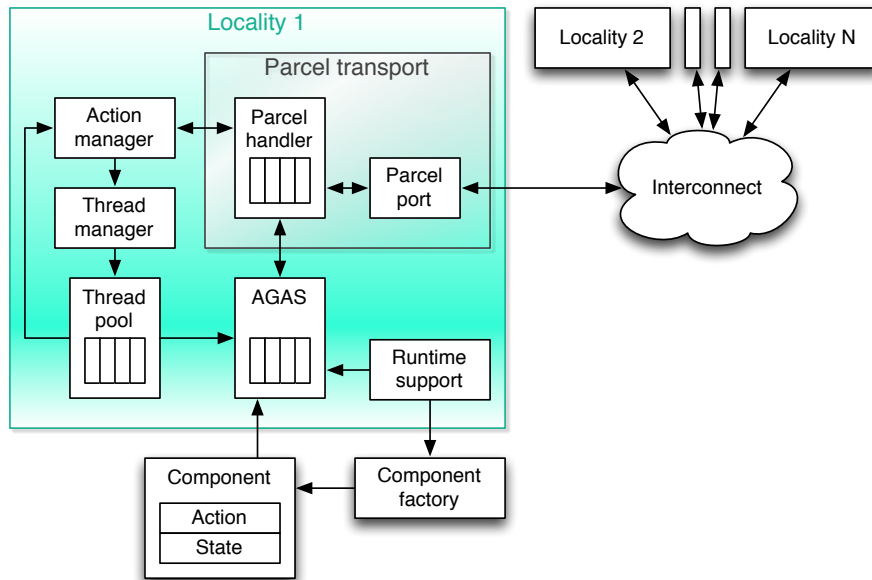 Locality 1
Locality 2
Locality N
Parcel transport
Action
manager
Parcel
handler
Parcel
port
Interconnect
Thread
manager
Thread
pool
AGAS
Runtime
support
Component
Action
State
Component
factory